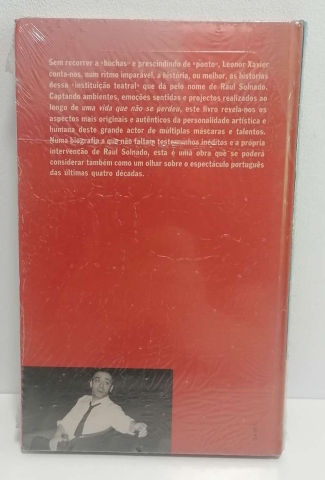 Sem recorrer a «buchas» e prescindindo de «ponto», Leonor Xavier
conta-nos, num ritmo imparável, a história, ou melhor, as histórias
dessa «instituição teatral» que dá pelo nome de Raul Solnado.
Captando ambientes, emoções sentidas e projectos realizados ao
longo de uma vida que não se perdeu, este livro revela-nos os
aspectos mais originais e autênticos da personalidade artística e
humana deste grande actor de múltiplas máscaras e talentos.
Numa biografia a que não faltam testemunhos inéditos e a própria
intervenção de Raul Solnado, esta é uma obra que se poderá
considerar também como um olhar sobre o espectáculo português
das últimas quatro décadas.